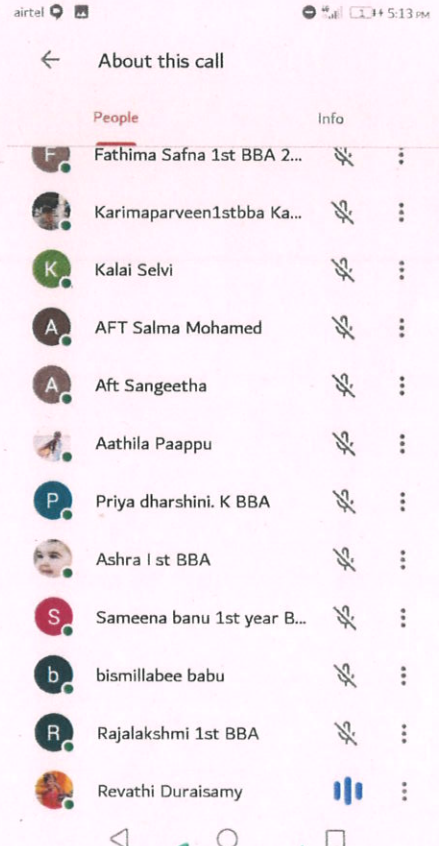 airtel 5:13 PM
About this call
People Info
F Fathima Safna 1st BBA 2...
Karimaparveen1stbba Ka...
K Kalai Selvi
A AFT Salma Mohamed
A Aft Sangeetha
Aathila Paappu
P Priya dharshini. K BBA
Ashra I st BBA
S Sameena banu 1st year B...
b bismillabee babu
R Rajalakshmi 1st BBA
Revathi Duraisamy